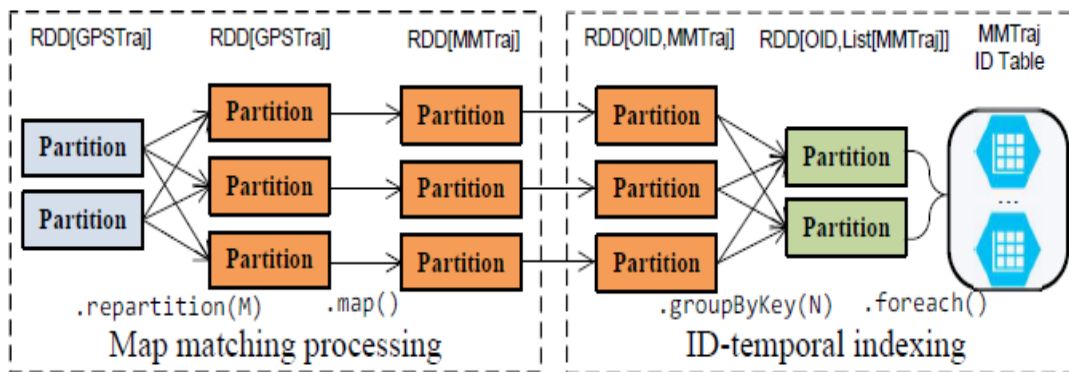 RDD[GPSTraj]
RDD[GPSTraj]
RDD[MMTraj]
Partition
Partition
Partition
Partition
Partition
Partition
Partition
Partition
.repartition(M)
.map()
Map matching processing
RDD[OID,MMTraj]
RDD[OID,List[MMTraj]]
MMTraj
ID Table
Partition
Partition
Partition
Partition
Partition
...
.groupByKey(N)
.foreach()
ID-temporal indexing